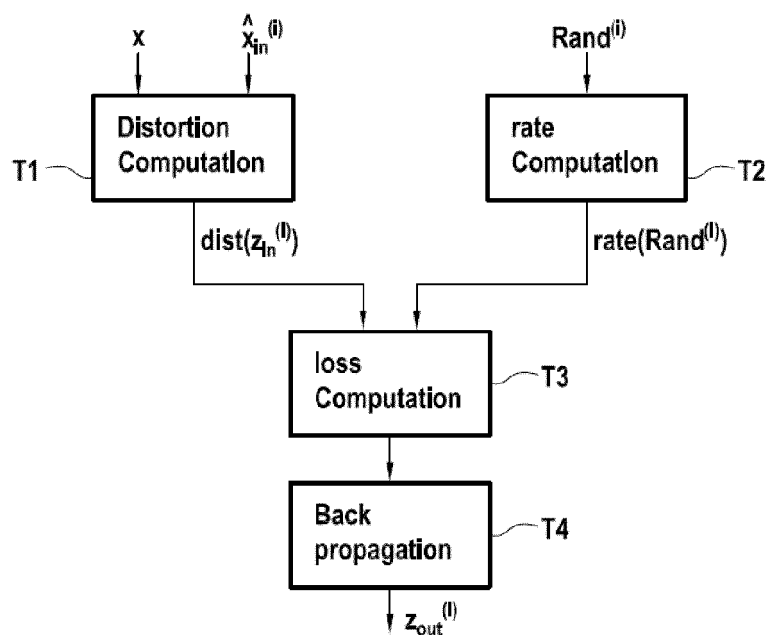 x x̂in(i) Rand(i)
Distortion
Computation
T1
rate
Computation
T2
dist(zin(i)) rate(Rand(i))
loss
Computation
T3
Back
propagation
T4
zout(i)